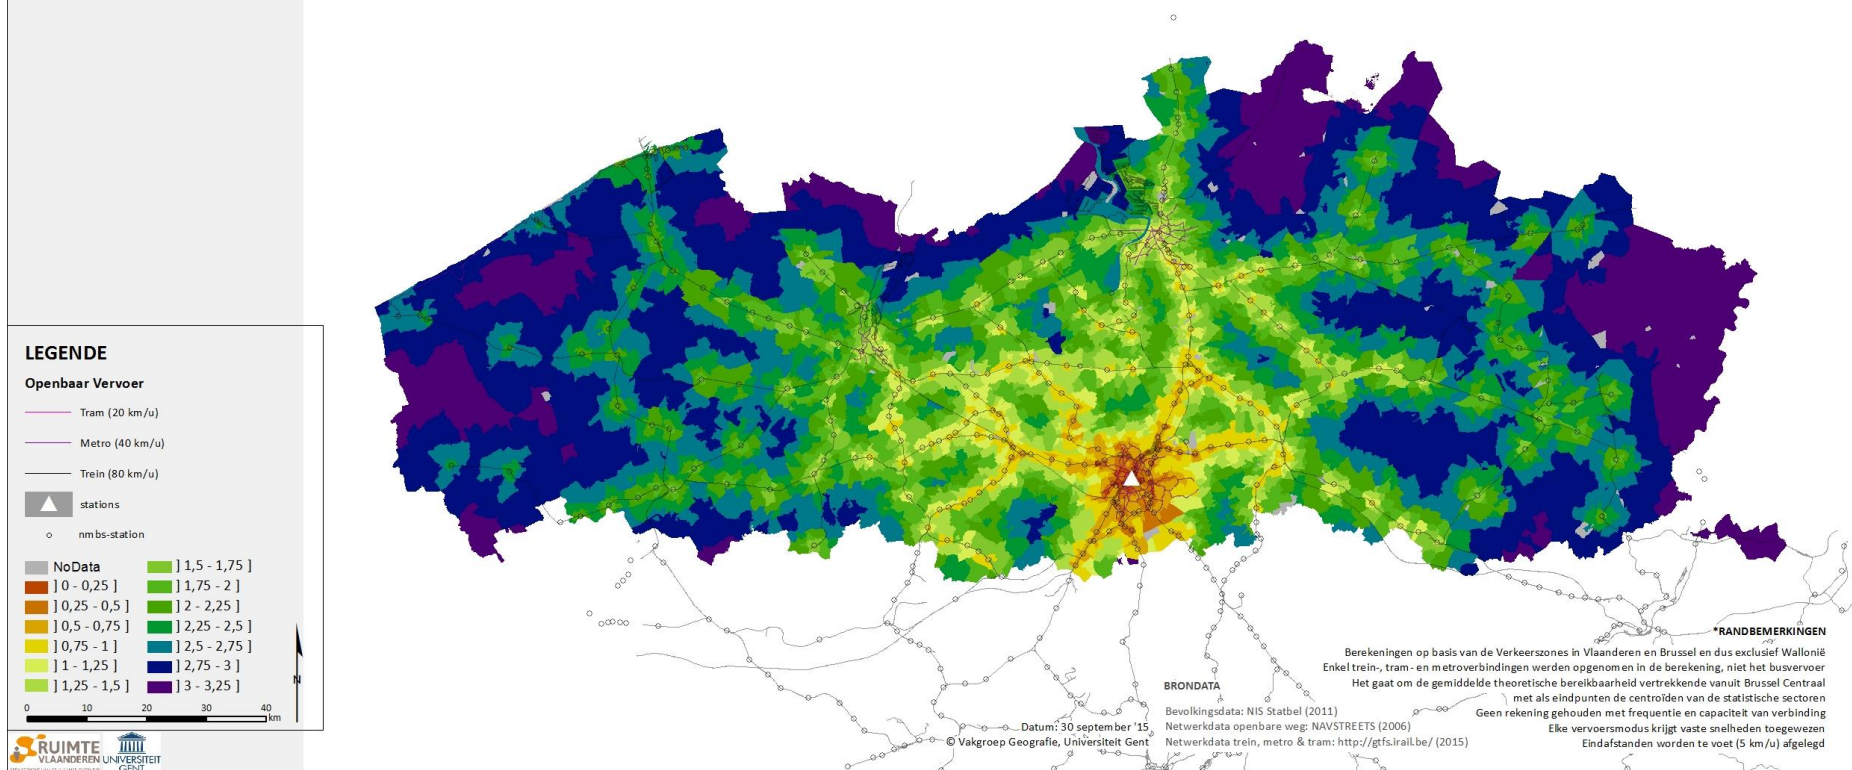 LEGENDE
Openbaar Vervoer
Tram (20 km/u)
Metro (40 km/u)
Trein (80 km/u)
stations
nmbs-station
NoData
] 0 - 0,25 ]
] 0,25 - 0,5 ]
] 0,5 - 0,75 ]
] 0,75 - 1 ]
] 1 - 1,25 ]
] 1,25 - 1,5 ]
] 1,5 - 1,75 ]
] 1,75 - 2 ]
] 2 - 2,25 ]
] 2,25 - 2,5 ]
] 2,5 - 2,75 ]
] 2,75 - 3 ]
] 3 - 3,25 ]
N
0 10 20 30 40
km
RUIMTE
VLAANDEREN
UNIVERSITEIT
GENT
Datum: 30 september '15
© Vakgroep Geografie, Universiteit Gent
BRONDATA
Bevolkingsdata: NIS Statbel (2011)
Netwerkdata openbare weg: NAVSTREETS (2006)
Netwerkdata trein, metro & tram: http://gtfs.irail.be/ (2015)
*RANDBEMERKINGEN
Berekeningen op basis van de Verkeerszones in Vlaanderen en Brussel en dus exclusief Wallonië
Enkel trein-, tram- en metroverbindingen werden opgenomen in de berekening, niet het busvervoer
Het gaat om de gemiddelde theoretische bereikbaarheid vertrekkende vanuit Brussel Centraal
met als eindpunten de centroïden van de statistische sectoren
Geen rekening gehouden met frequentie en capaciteit van verbinding
Elke vervoersmodus krijgt vaste snelheden toegewezen
Eindafstanden worden te voet (5 km/u) afgelegd